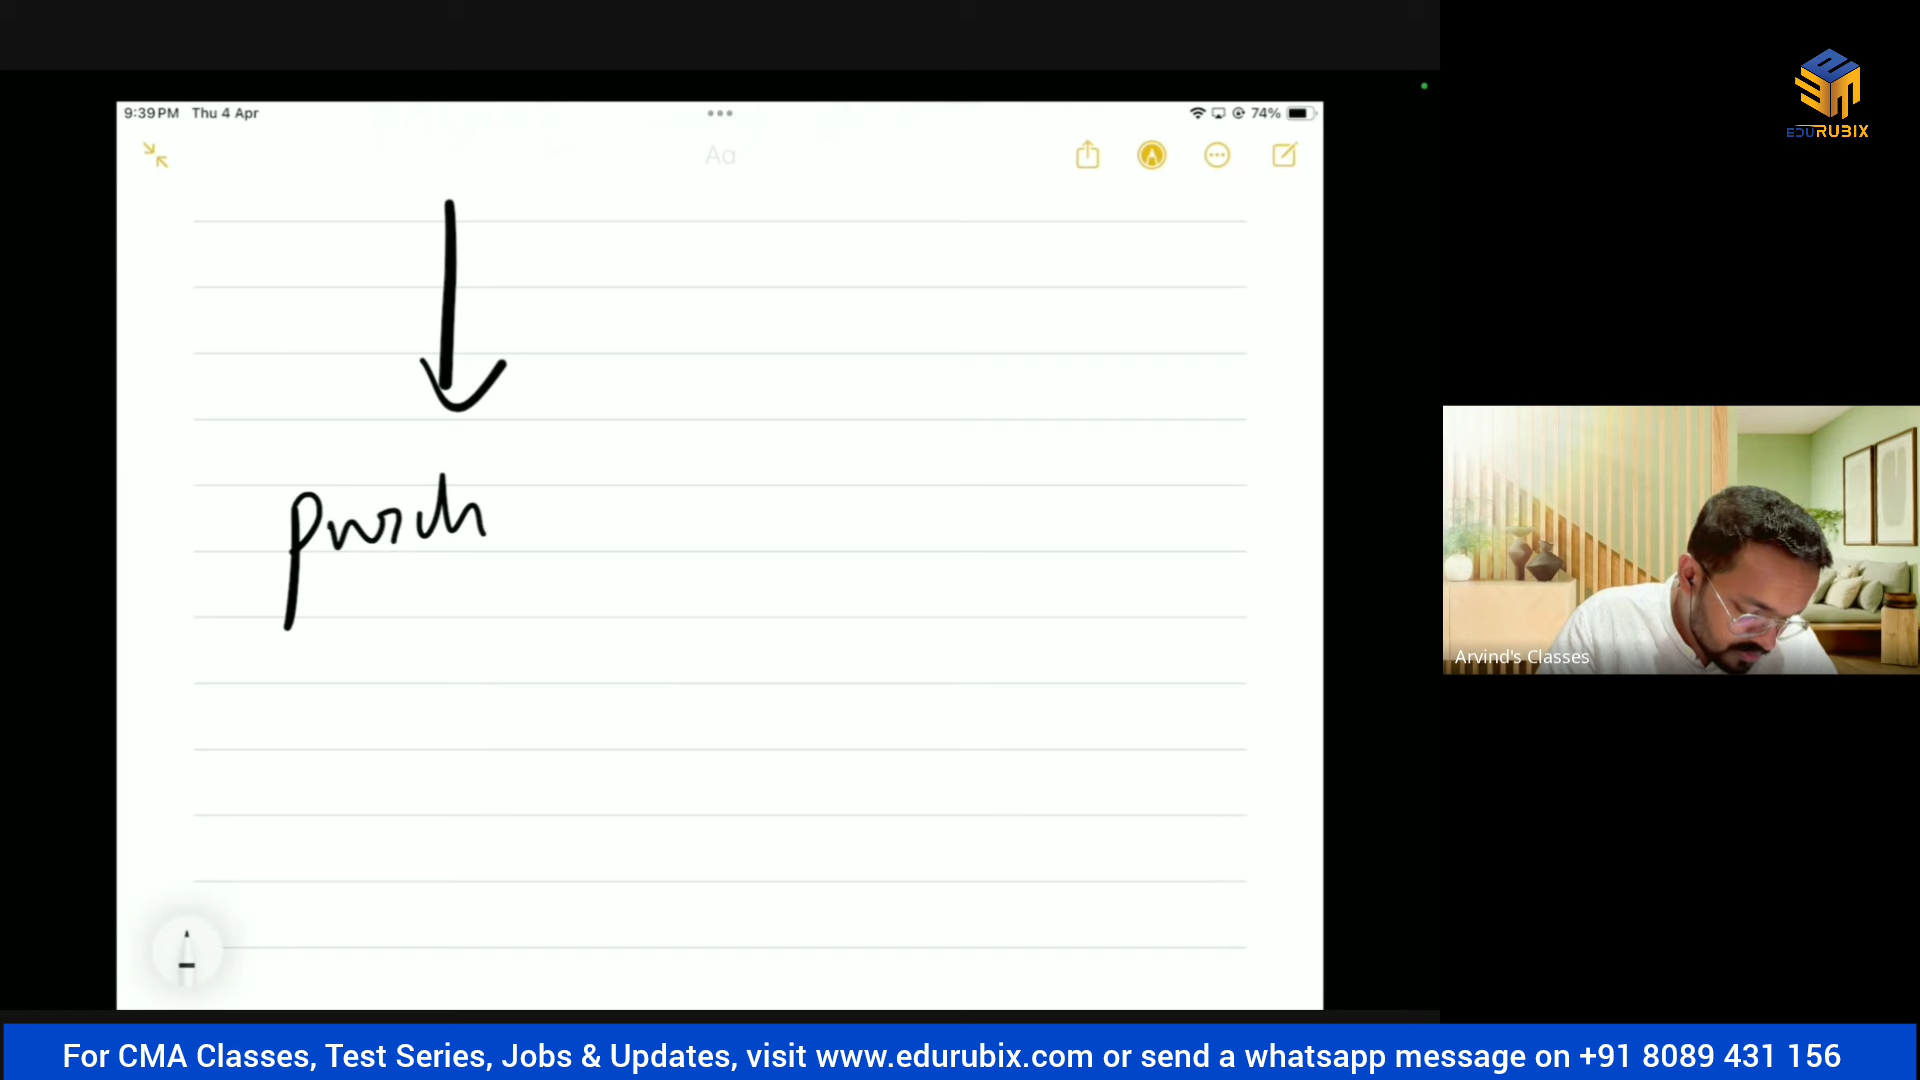 9:39 PM Thu 4 Apr
74%
Aa
Purch
EDURUBIX
Arvind's Classes
For CMA Classes, Test Series, Jobs & Updates, visit www.edurubix.com or send a whatsapp message on +91 8089 431 156